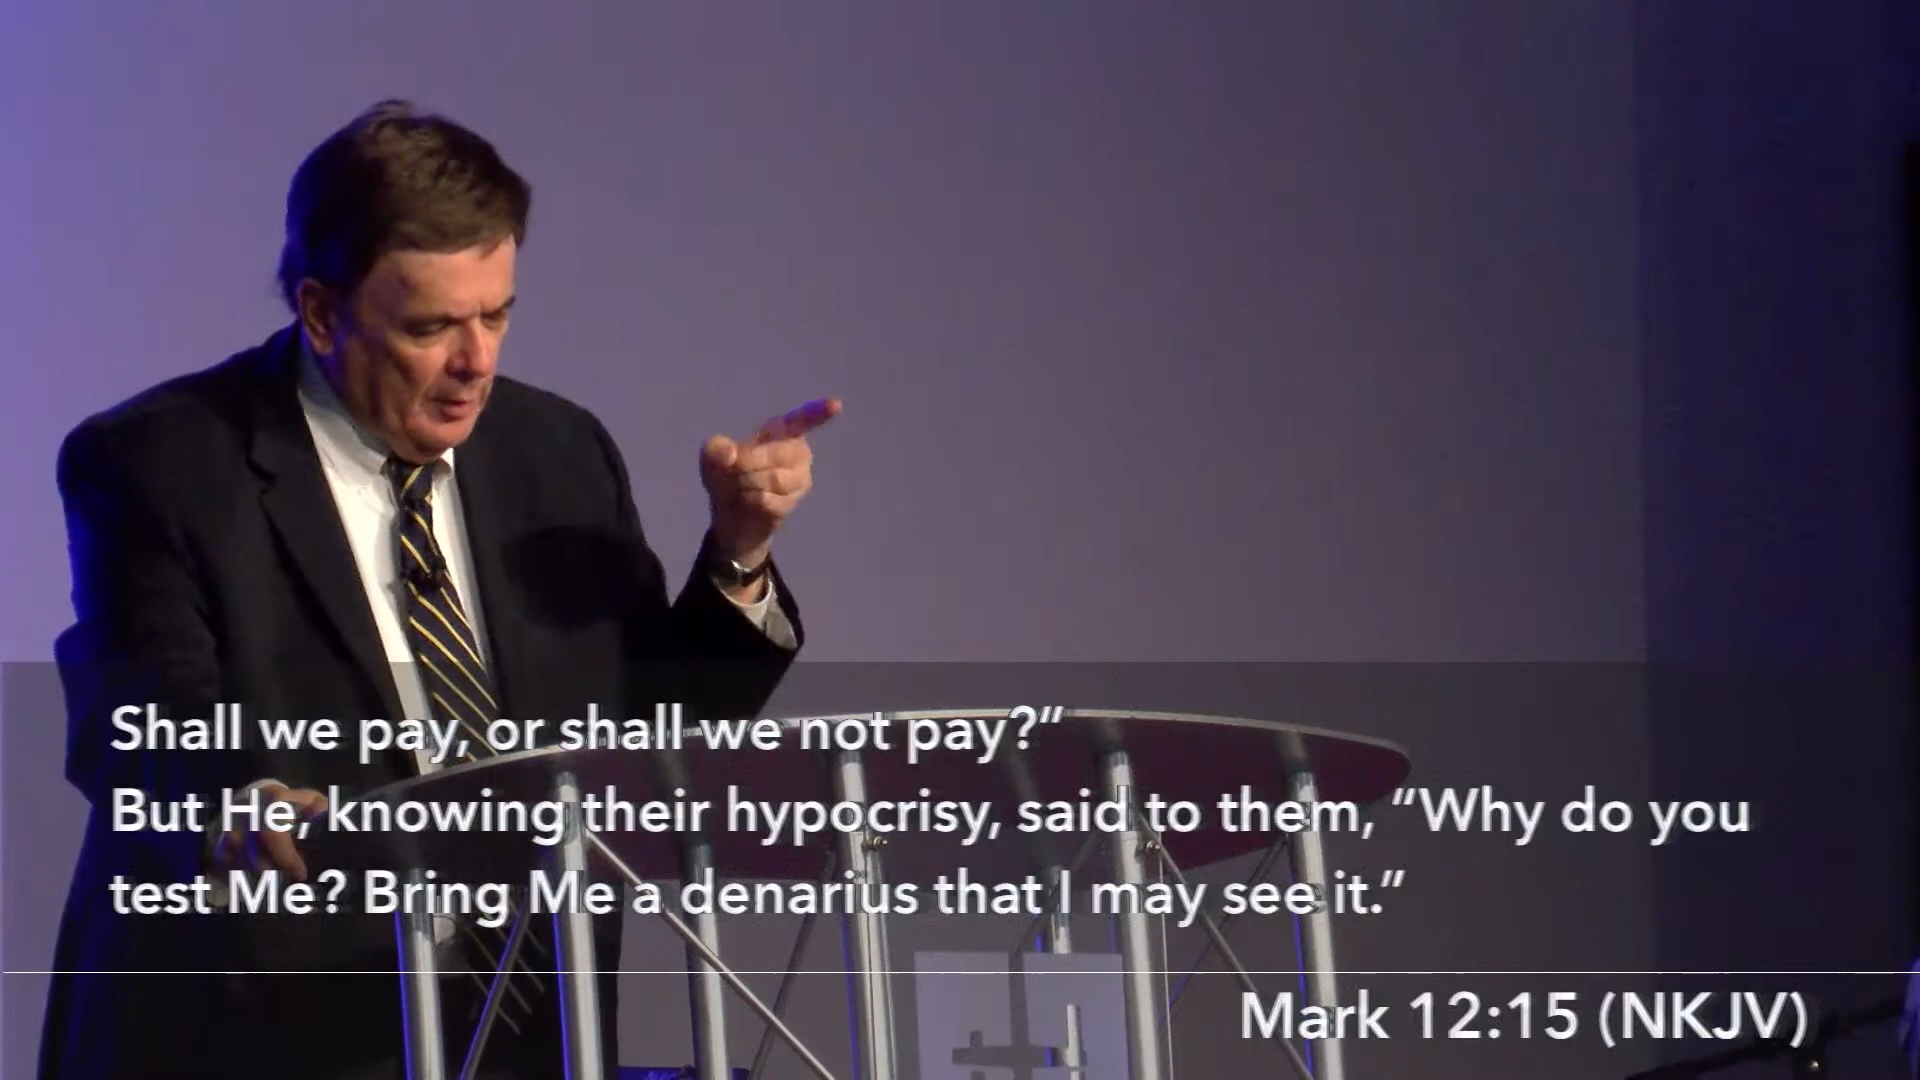 Shall we pay, or shall we not pay?“
But He, knowing their hypocrisy, said to them, “Why do you
test Me? Bring Me a denarius that I may see it.”
Mark 12:15 (NKJV)